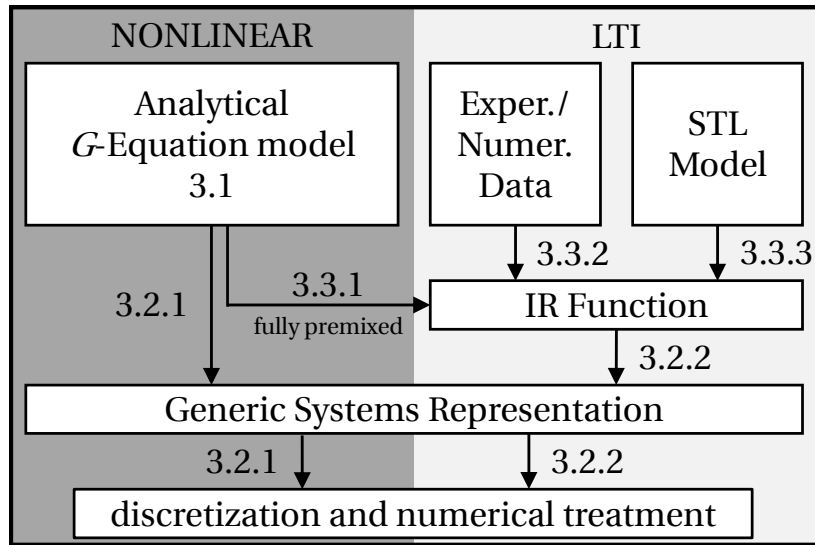 NONLINEAR
LTI
Analytical
G-Equation model
3.1
Exper./
Numer.
Data
STL
Model
3.3.2
3.3.3
3.2.1
3.3.1
fully premixed
IR Function
3.2.2
Generic Systems Representation
3.2.1
3.2.2
discretization and numerical treatment